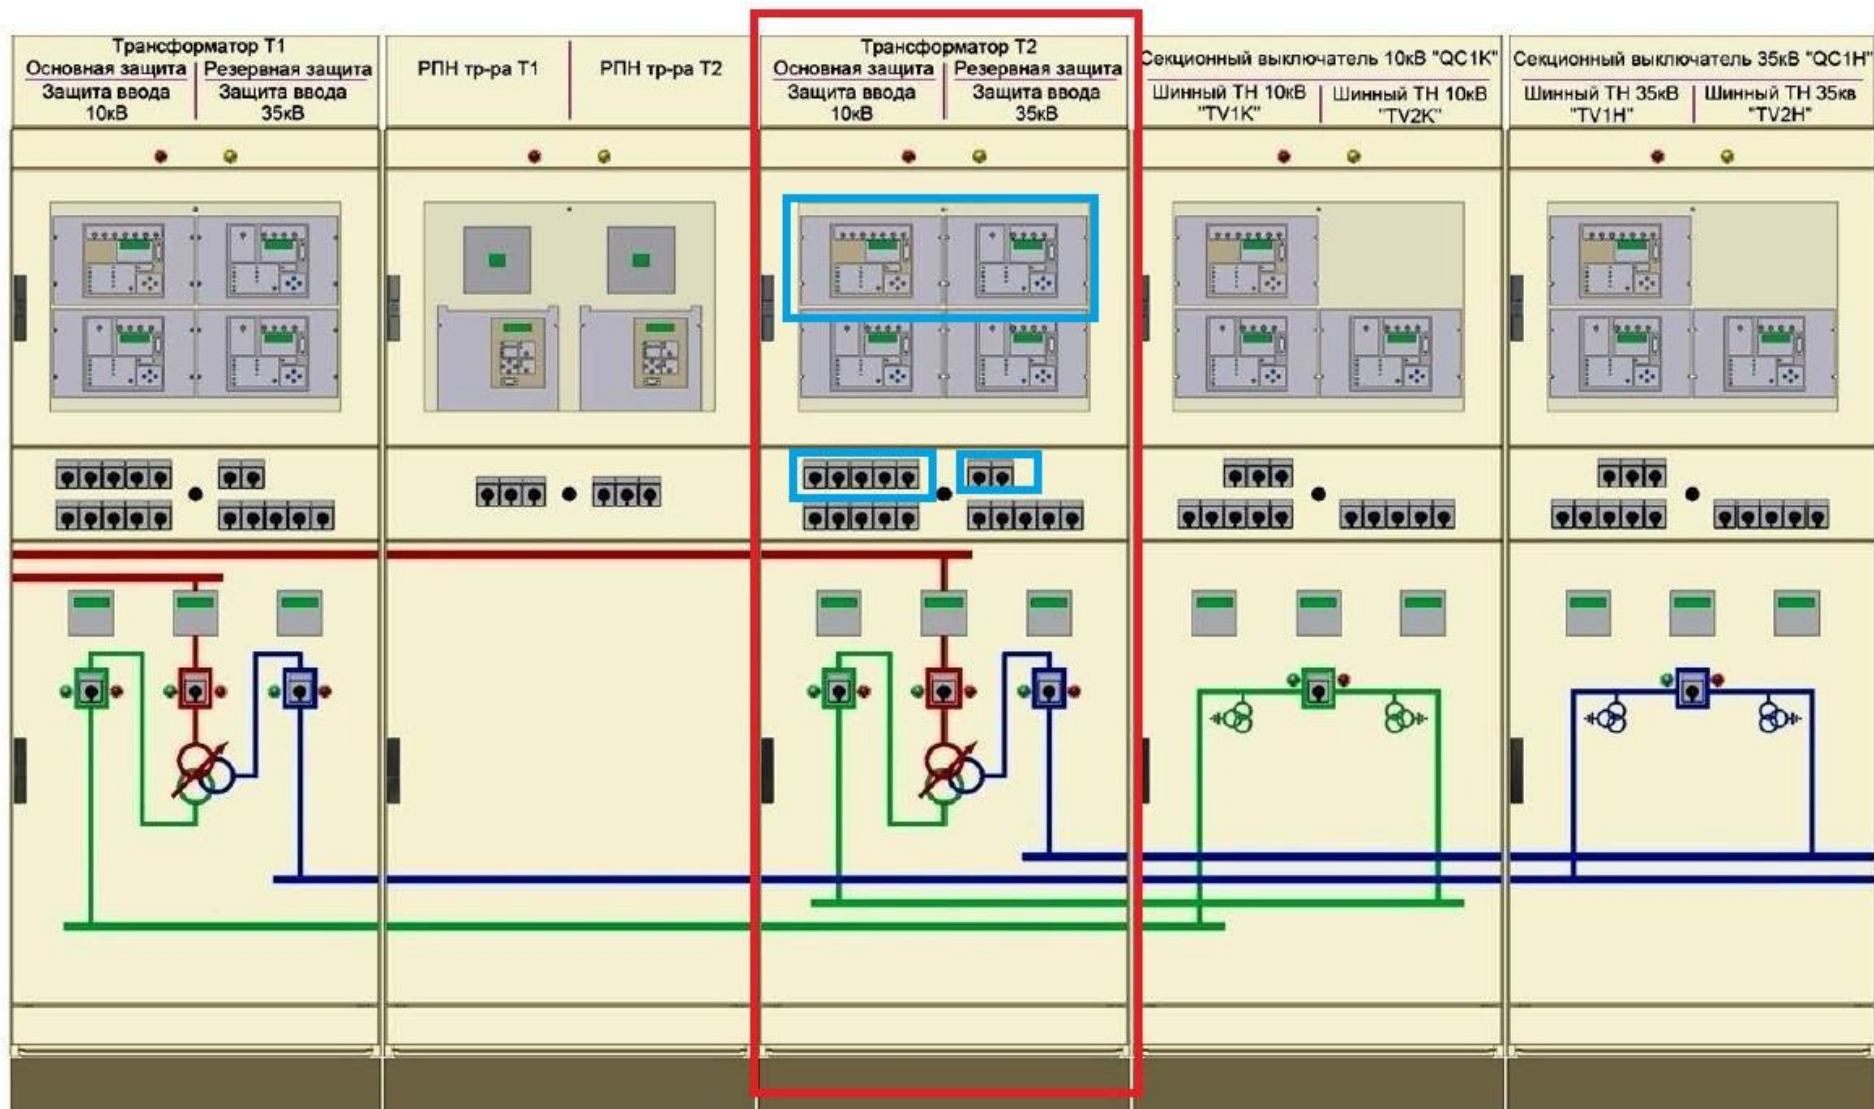 Трансформатор Т1
Основная защита Резервная защита
Защита ввода Защита ввода
10кВ 35кВ
РПН тр-ра Т1 РПН тр-ра Т2
Трансформатор Т2
Основная защита Резервная защита
Защита ввода Защита ввода
10кВ 35кВ
Секционный выключатель 10кВ "QC1K"
Шинный ТН 10кВ Шинный ТН 10кВ
"TV1K" "TV2K"
Секционный выключатель 35кВ "QC1H"
Шинный ТН 35кВ Шинный ТН 35кв
"TV1H" "TV2H"